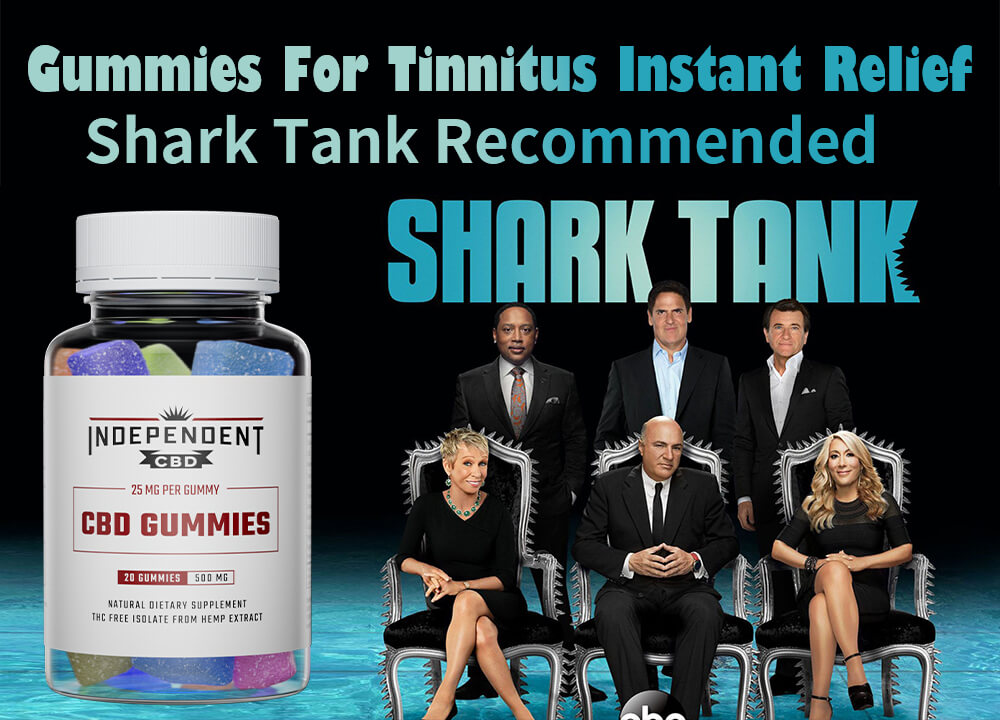 Gummies For Tinnitus Instant Relief
Shark Tank Recommended
SHARK TANK
INDEPENDENT
CBD
25 MG PER GUMMY
CBD GUMMIES
20 GUMMIES 500 MG
NATURAL DIETARY SUPPLEMENT
THC FREE ISOLATE FROM HEMP EXTRACT
abc